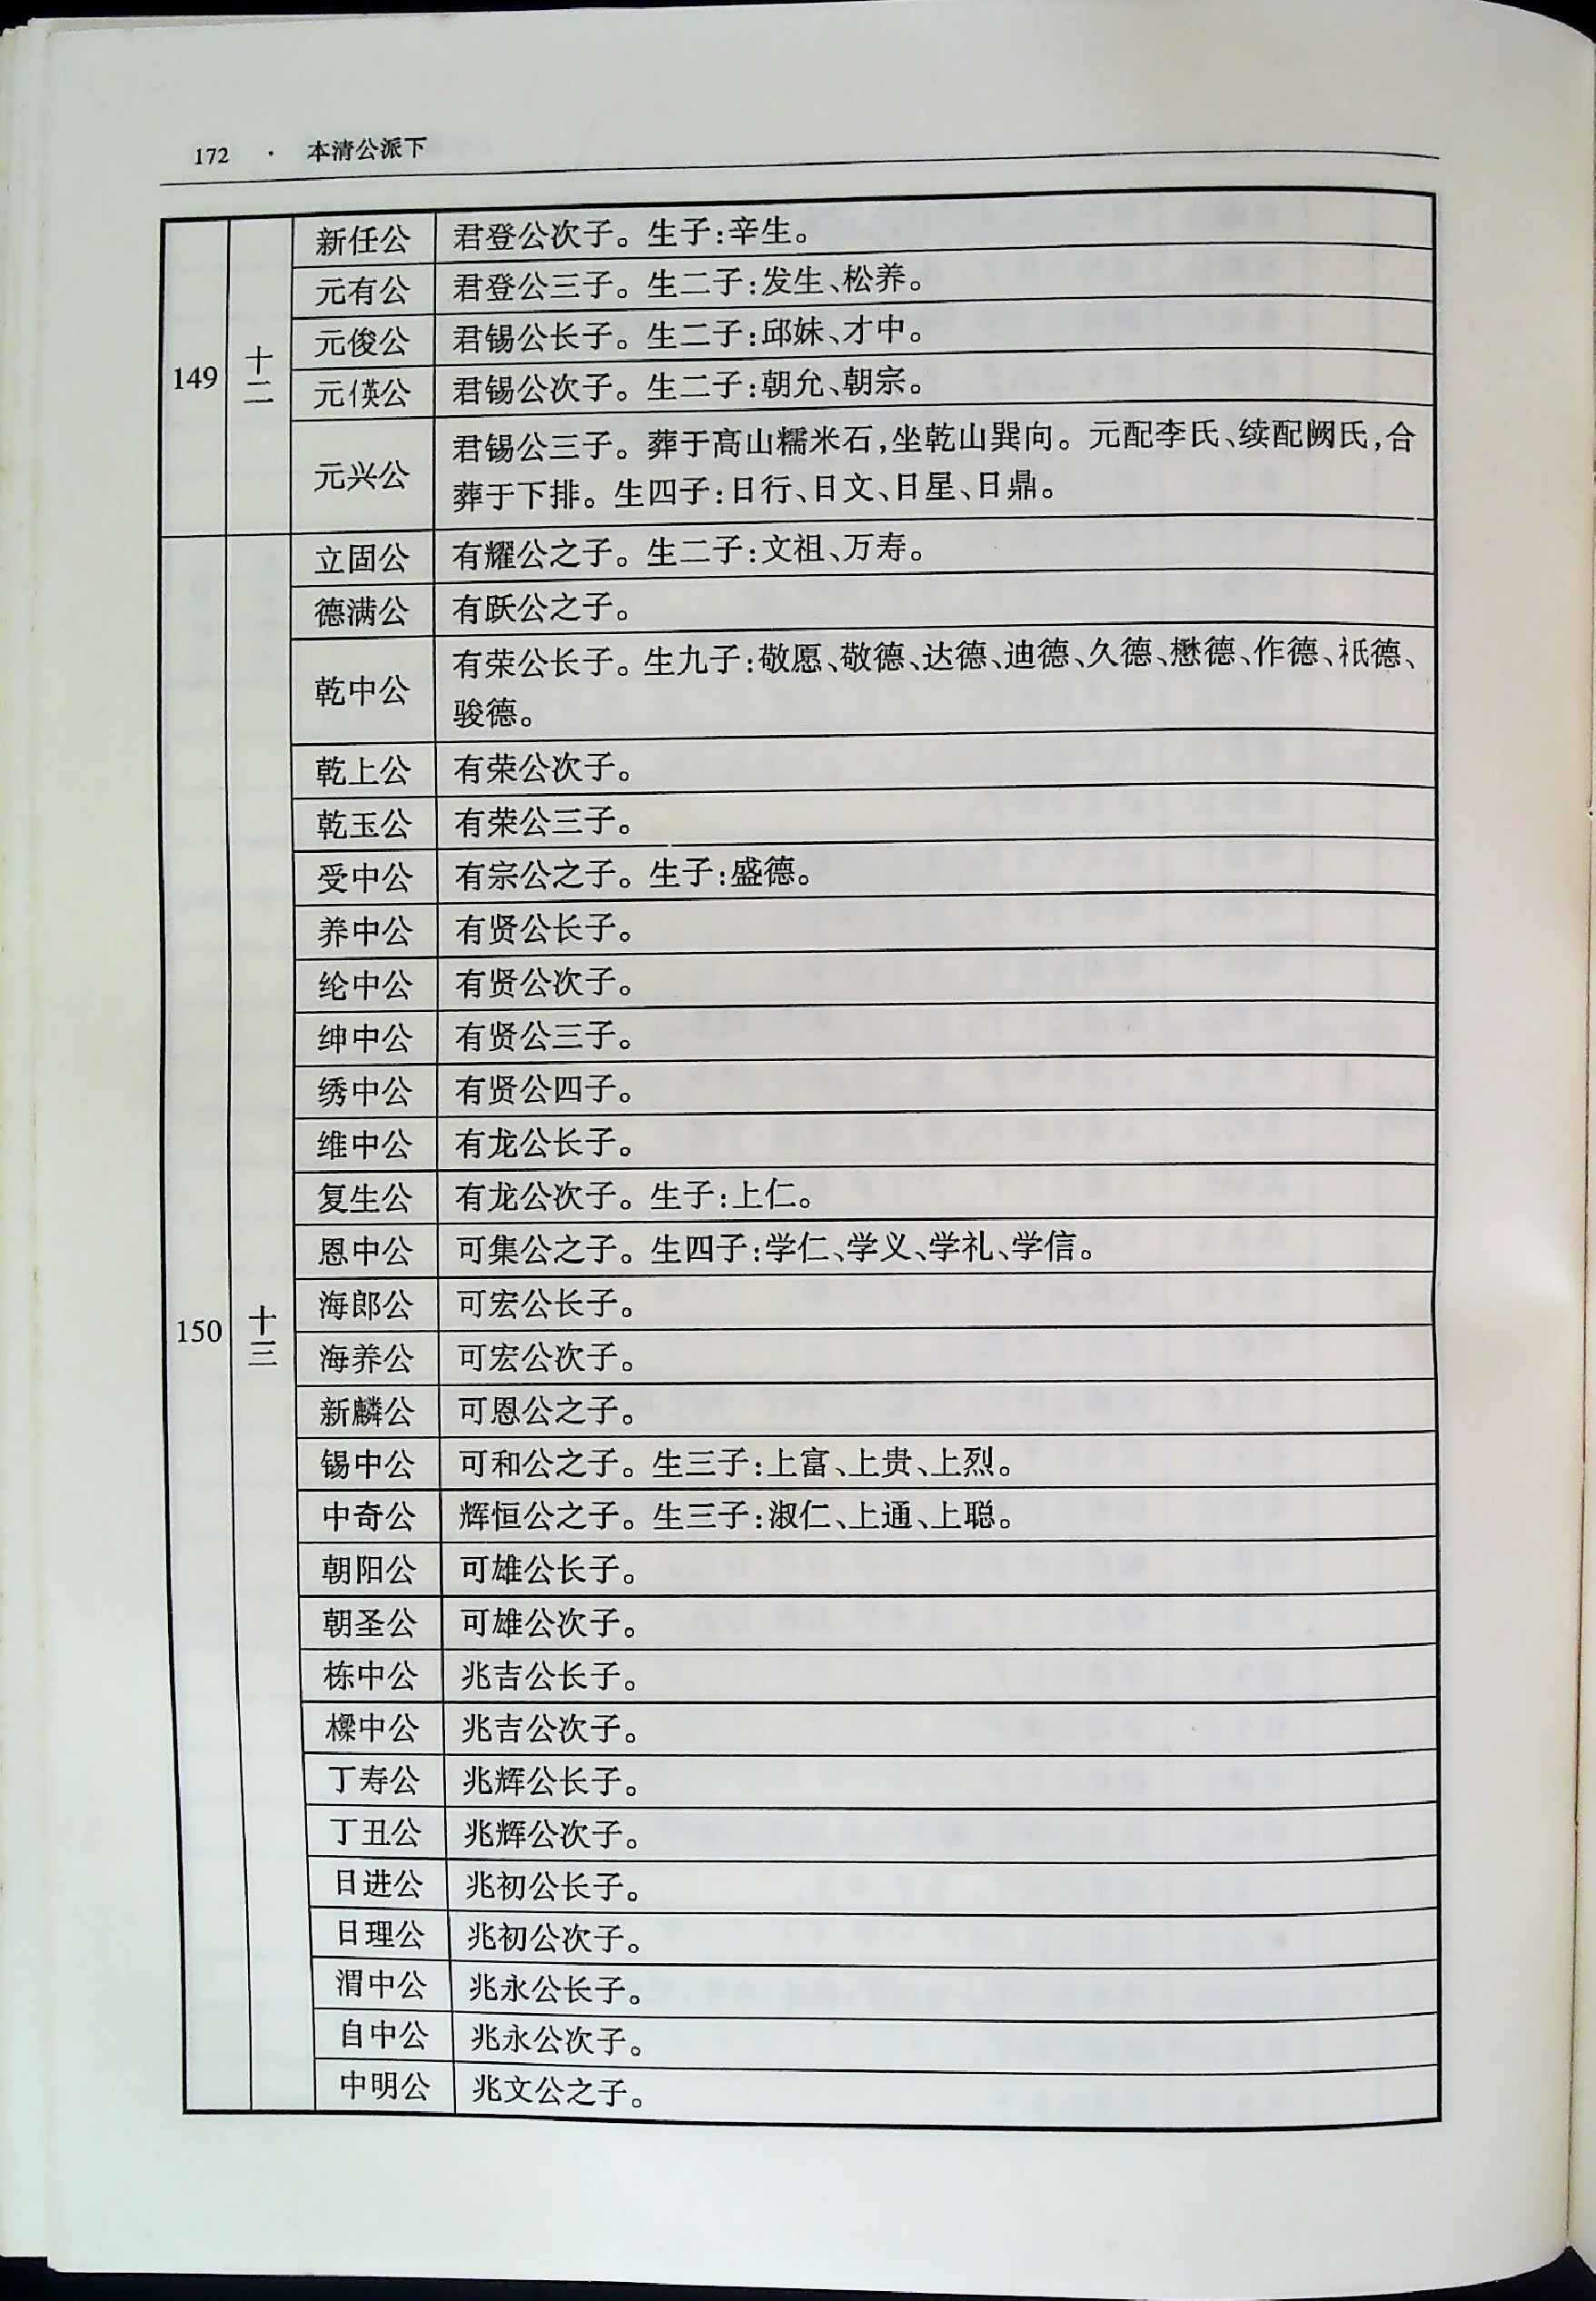 172 · 本清公派下
149
十二
新任公 君登公次子。生子:辛生。
元有公 君登公三子。生二子:发生、松养。
元俊公 君锡公长子。生二子:邱妹、才中。
元偀公 君锡公次子。生二子:朝允、朝宗。
元兴公 君锡公三子。葬于高山糯米石,坐乾山巽向。元配李氏、续配阙氏,合
葬于下排。生四子:日行、日文、日星、日鼎。
150
十三
立固公 有耀公之子。生二子:文祖、万寿。
德满公 有跃公之子。
乾中公 有荣公长子。生九子:敬愿、敬德、达德、迪德、久德、懋德、作德、祇德、
骏德。
乾上公 有荣公次子。
乾玉公 有荣公三子。
受中公 有宗公之子。生子:盛德。
养中公 有贤公长子。
纶中公 有贤公次子。
绅中公 有贤公三子。
绣中公 有贤公四子。
维中公 有龙公长子。
复生公 有龙公次子。生子:上仁。
恩中公 可集公之子。生四子:学仁、学义、学礼、学信。
海郎公 可宏公长子。
海养公 可宏公次子。
新麟公 可恩公之子。
锡中公 可和公之子。生三子:上富、上贵、上烈。
中奇公 辉恒公之子。生三子:淑仁、上通、上聪。
朝阳公 可雄公长子。
朝圣公 可雄公次子。
栋中公 兆吉公长子。
樑中公 兆吉公次子。
丁寿公 兆辉公长子。
丁丑公 兆辉公次子。
日进公 兆初公长子。
日理公 兆初公次子。
渭中公 兆永公长子。
自中公 兆永公次子。
中明公 兆文公之子。